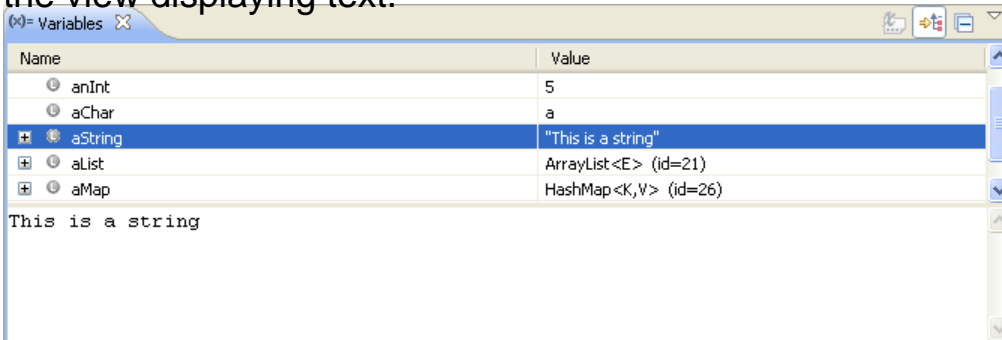 the view displaying text.
(x)= Variables
Name Value
anInt 5
aChar a
aString "This is a string"
aList ArrayList<E> (id=21)
aMap HashMap<K,V> (id=26)
This is a string